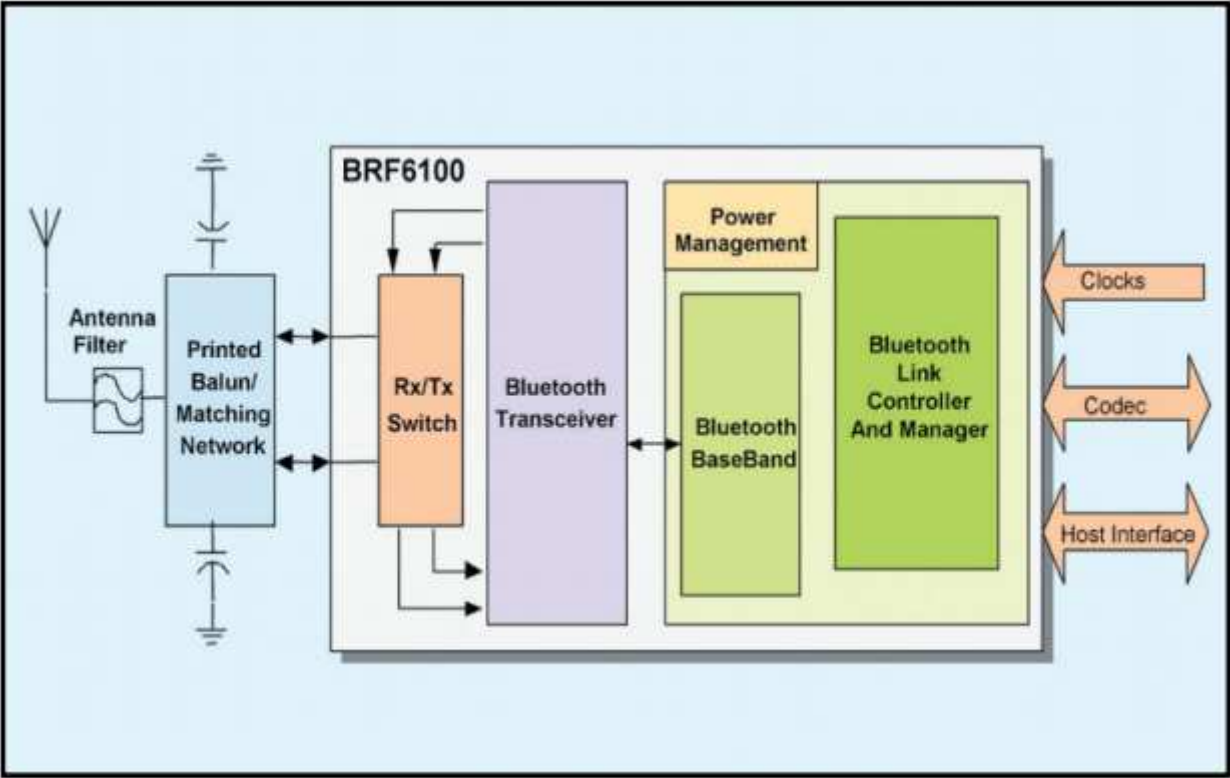 BRF6100
Power
Management
Clocks
Antenna
Filter
Printed
Balun/
Matching
Network
Rx/Tx
Switch
Bluetooth
Transceiver
Bluetooth
BaseBand
Bluetooth
Link
Controller
And Manager
Codec
Host Interface